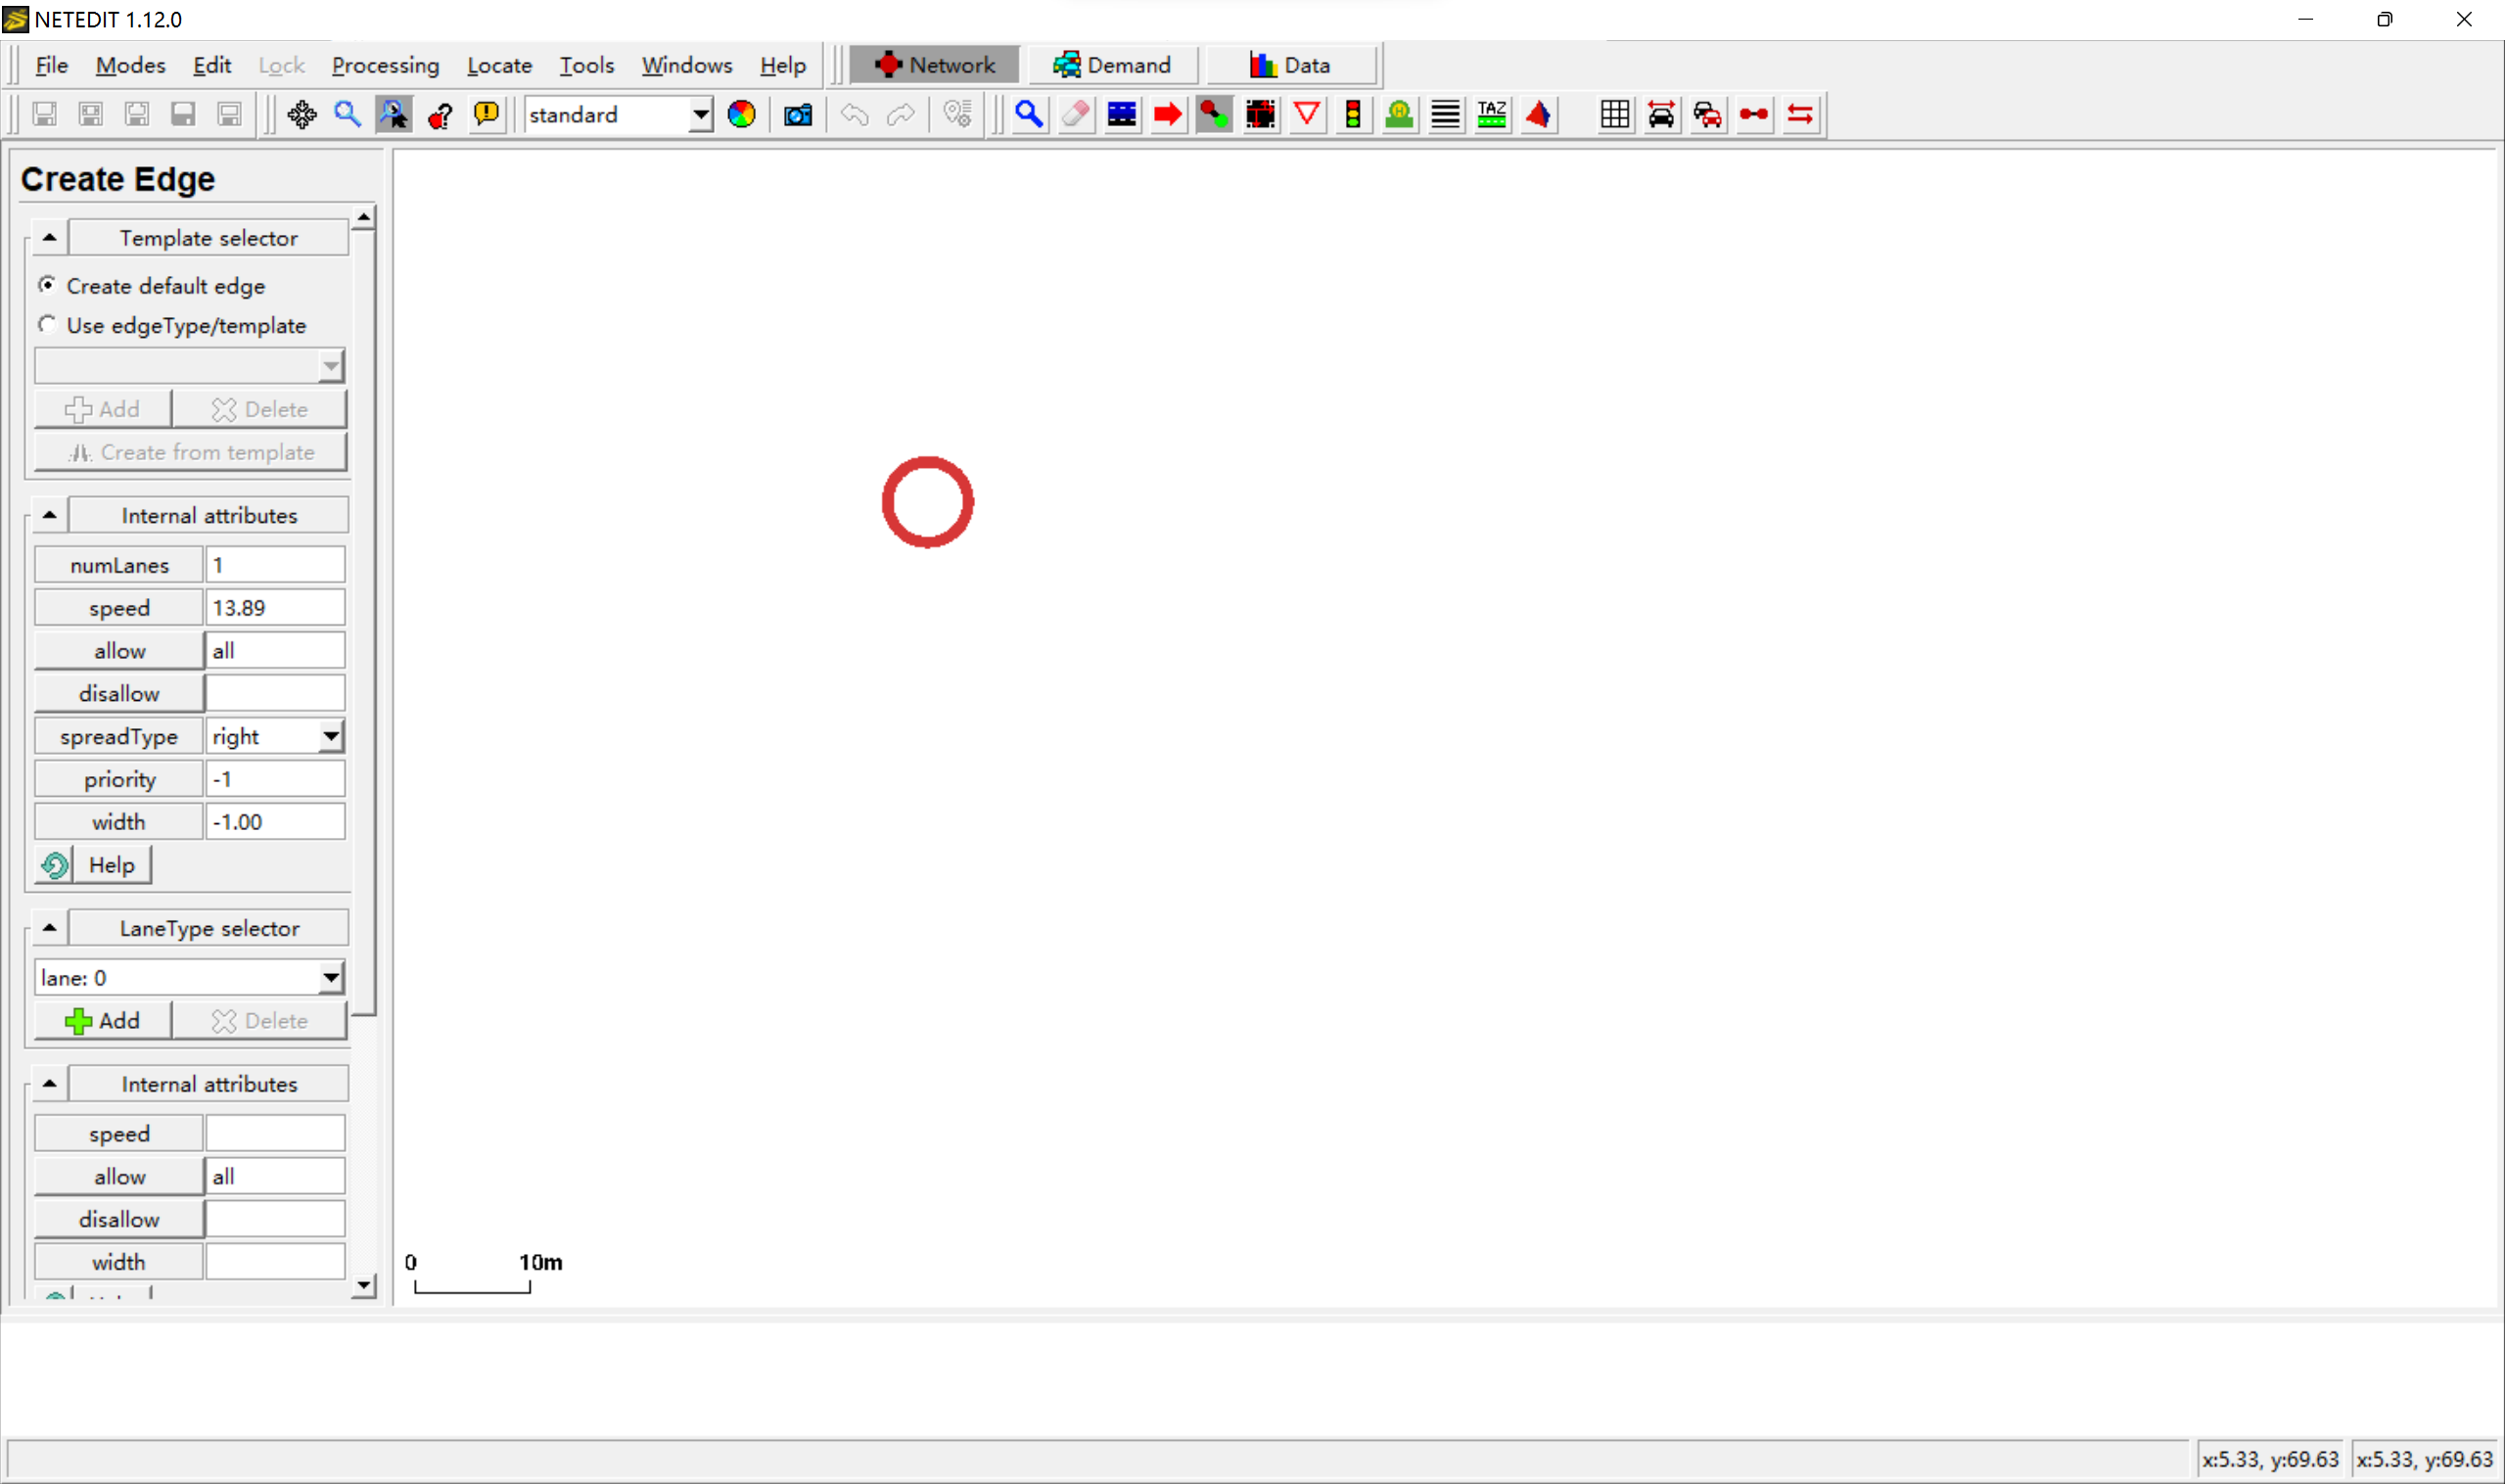 NETEDIT 1.12.0
File Modes Edit Lock Processing Locate Tools Windows Help Network Demand Data
standard TAZ
Create Edge
Template selector
Create default edge
Use edgeType/template
Add Delete
Create from template
Internal attributes
numLanes 1
speed 13.89
allow all
disallow
spreadType right
priority -1
width -1.00
Help
LaneType selector
lane: 0
Add Delete
Internal attributes
speed
allow all
disallow
width
0 10m
x:5.33, y:69.63 x:5.33, y:69.63